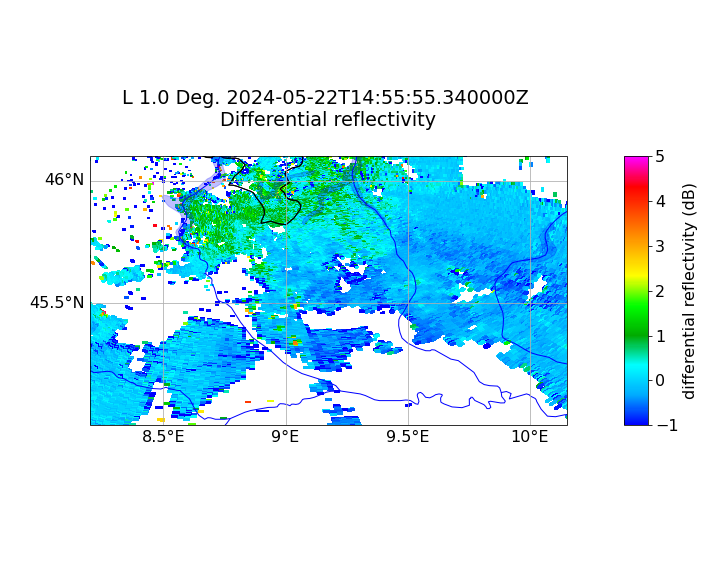 L 1.0 Deg. 2024-05-22T14:55:55.340000Z
Differential reflectivity
46°N
45.5°N
8.5°E
9°E
9.5°E
10°E
5
4
3
2
1
0
−1
differential reflectivity (dB)